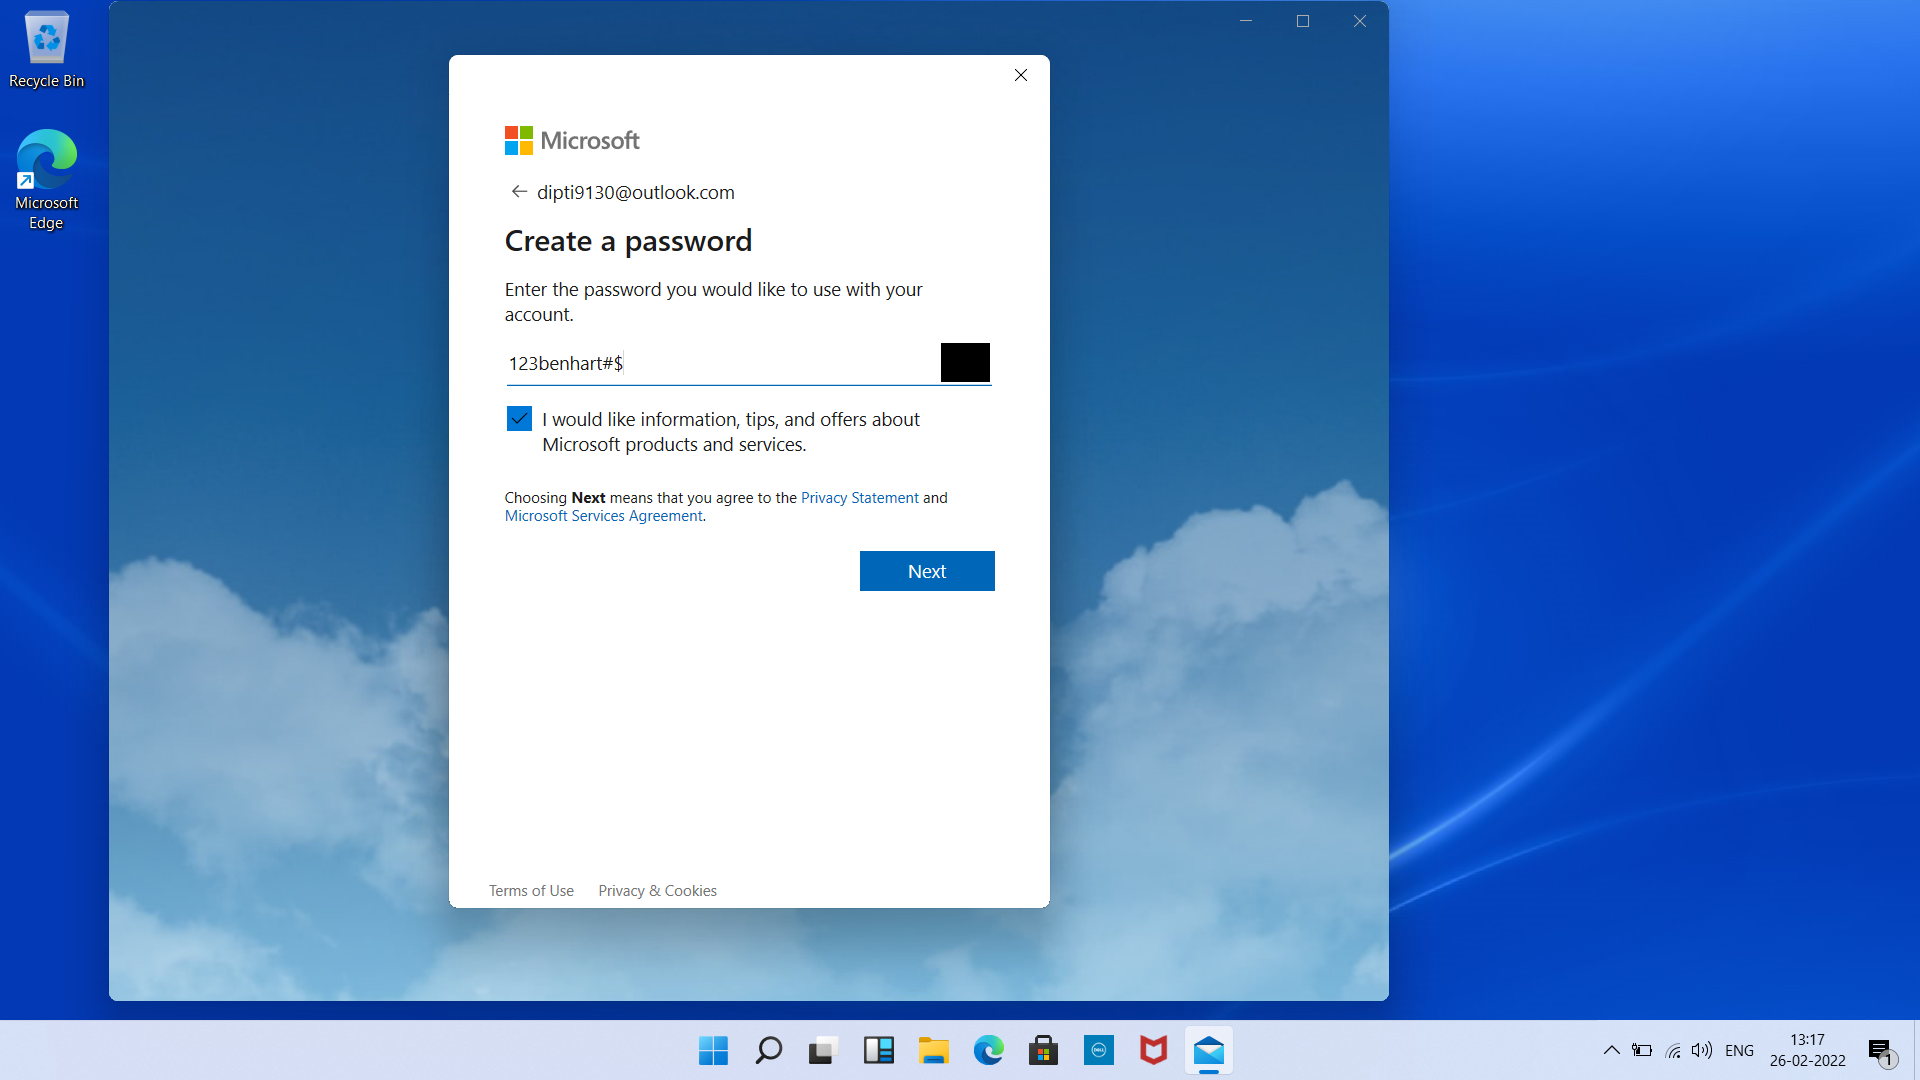 Recycle Bin
Microsoft
Edge
Microsoft
dipti9130@outlook.com
Create a password
Enter the password you would like to use with your
account.
123benhart#$
I would like information, tips, and offers about
Microsoft products and services.
Choosing Next means that you agree to the Privacy Statement and
Microsoft Services Agreement.
Next
Terms of Use Privacy & Cookies
DELL
ENG
13:17
26-02-2022
1